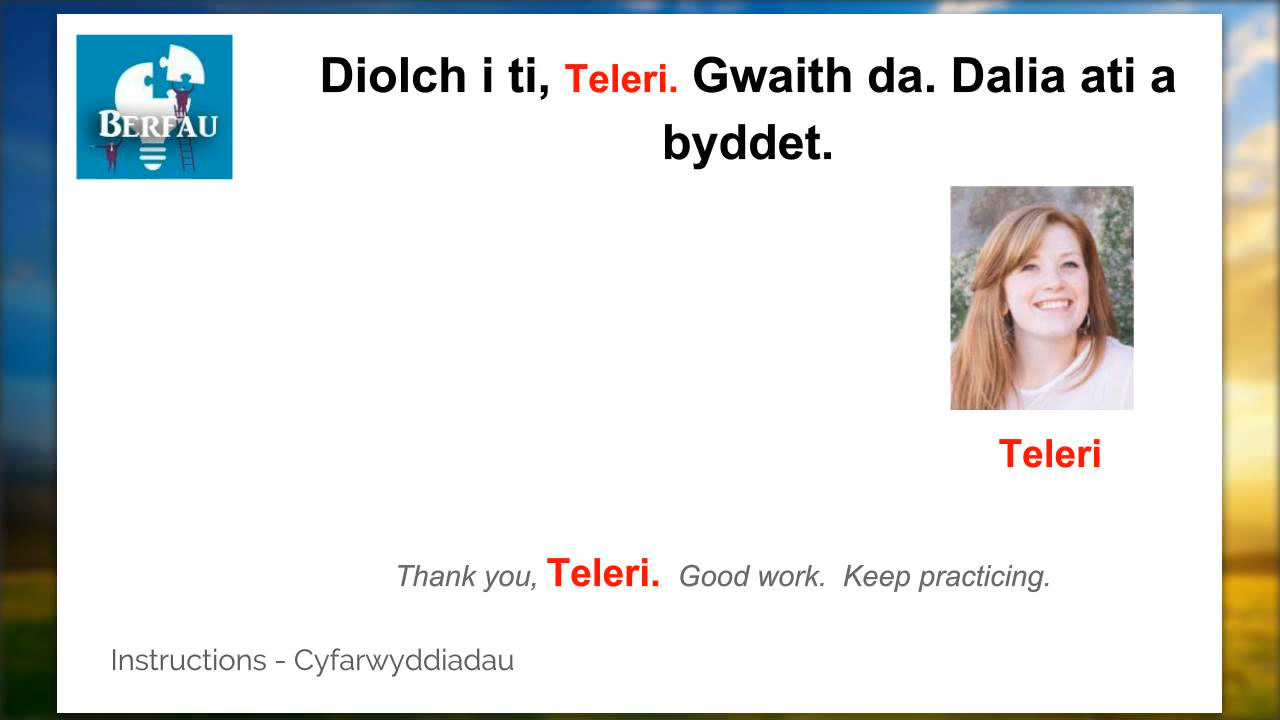 BERFAU
Diolch i ti, Teleri. Gwaith da. Dalia ati a
byddet.
Teleri
Thank you, Teleri. Good work. Keep practicing.
Instructions - Cyfarwyddiadau